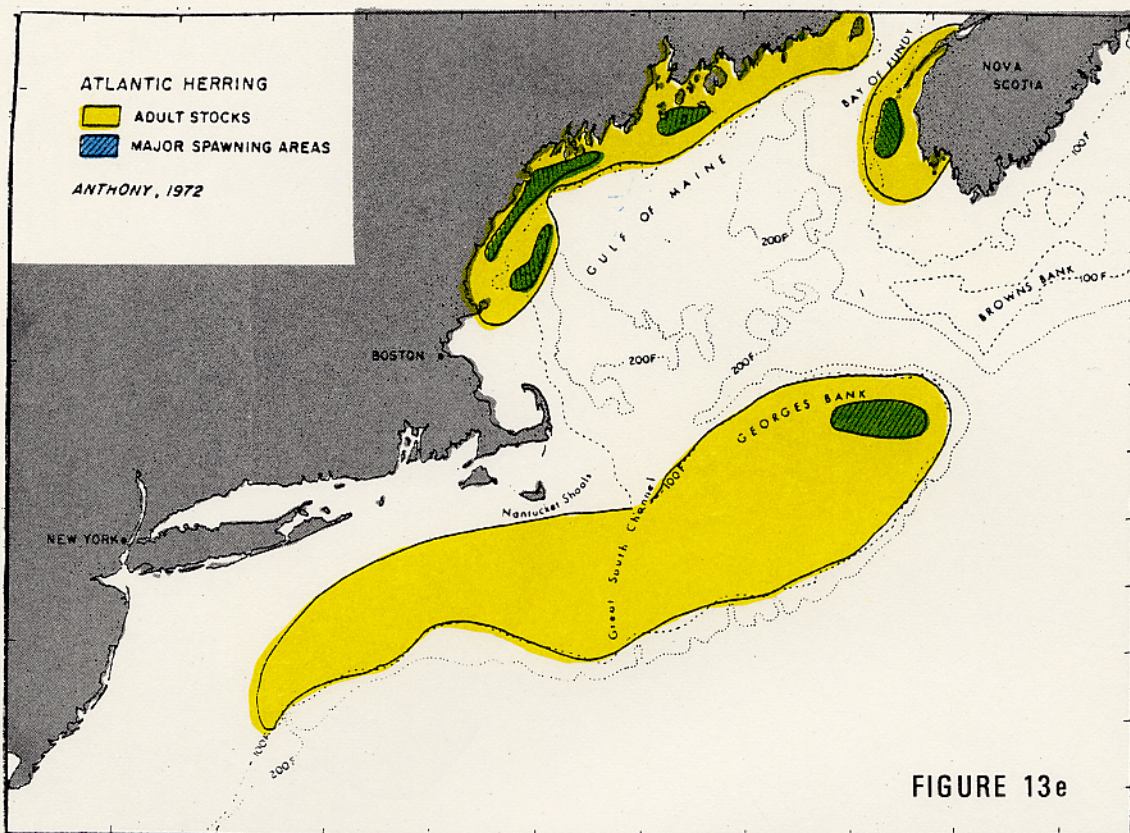 ATLANTIC HERRING
ADULT STOCKS
MAJOR SPAWNING AREAS
ANTHONY, 1972
BAY OF FUNDY
NOVA
SCOTIA
100F
GULF OF MAINE
200F
BROWNS BANK
100F
BOSTON
200F
200F
GEORGES BANK
100F
Nantucket Shoals
Great South Channel
NEW YORK
100F
200F
FIGURE 13e